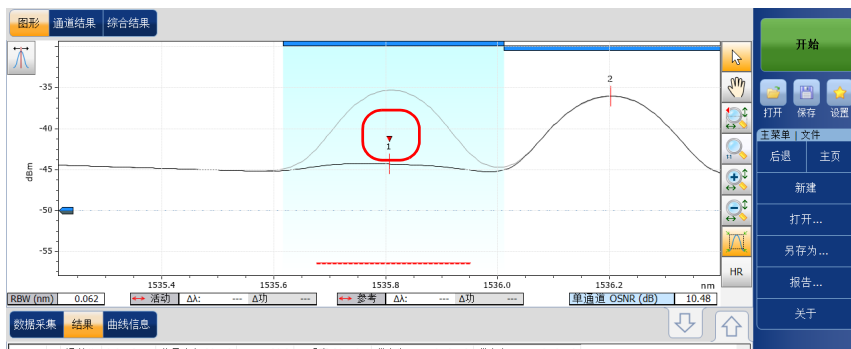 图形 通道结果 综合结果
开始
-35
-40
-45
-50
-55
dBm
1
2
打开 保存 设置
主菜单 | 文件
后退 主页
新建
打开...
另存为...
报告...
关于
HR
1535.4 1535.6 1535.8 1536.0 1536.2 nm
RBW (nm) 0.062 活动 Δλ: --- Δ功 --- 参考 Δλ: --- Δ功 --- 单通道 OSNR (dB) 10.48
数据采集 结果 曲线信息